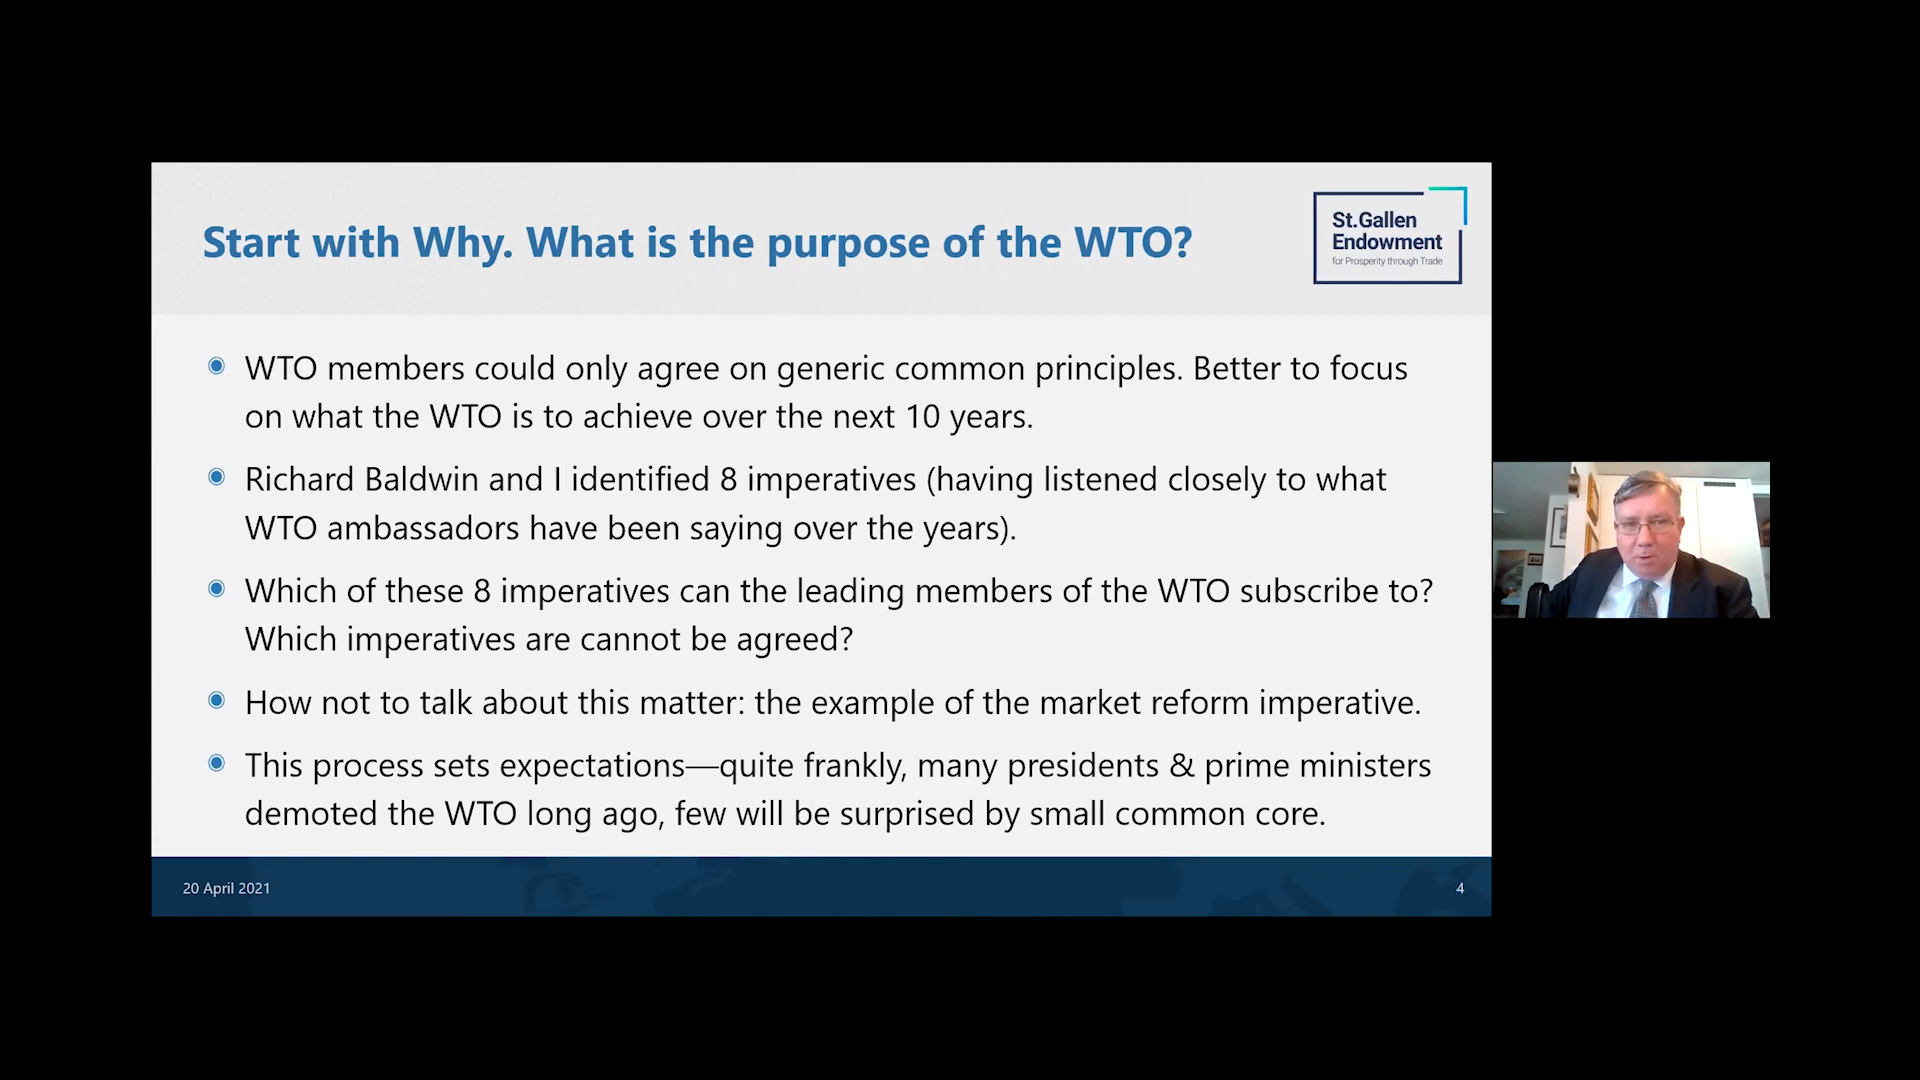 Start with Why. What is the purpose of the WTO?
St.Gallen
Endowment
for Prosperity through Trade
WTO members could only agree on generic common principles. Better to focus
on what the WTO is to achieve over the next 10 years.
Richard Baldwin and I identified 8 imperatives (having listened closely to what
WTO ambassadors have been saying over the years).
Which of these 8 imperatives can the leading members of the WTO subscribe to?
Which imperatives are cannot be agreed?
How not to talk about this matter: the example of the market reform imperative.
This process sets expectations—quite frankly, many presidents & prime ministers
demoted the WTO long ago, few will be surprised by small common core.
20 April 2021
4